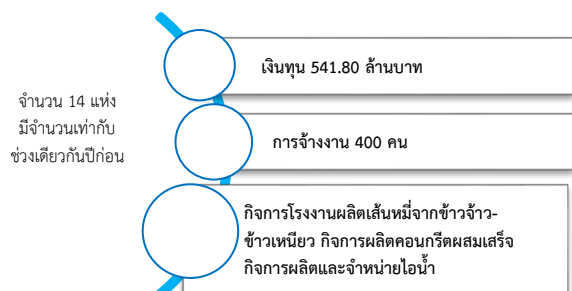 จำนวน 14 แห่ง
มีจำนวนเท่ากับ
ช่วงเดียวกันปีก่อน
เงินทุน 541.80 ล้านบาท
การจ้างงาน 400 คน
กิจการโรงงานผลิตเส้นหมี่จากข้าวจ้าว-
ข้าวเหนียว กิจการผลิตคอนกรีตผสมเสร็จ
กิจการผลิตและจำหน่ายไอน้ำ